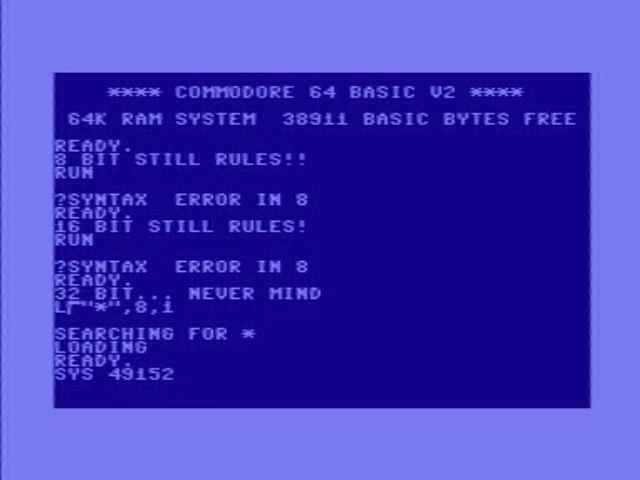 **** COMMODORE 64 BASIC V2 ****
64K RAM SYSTEM  38911 BASIC BYTES FREE
READY.
8 BIT STILL RULES!!
RUN
?SYNTAX  ERROR IN 8
READY.
16 BIT STILL RULES!
RUN
?SYNTAX  ERROR IN 8
READY.
32 BIT... NEVER MIND
L┌"*",8,1
SEARCHING FOR *
LOADING
READY.
SYS 49152